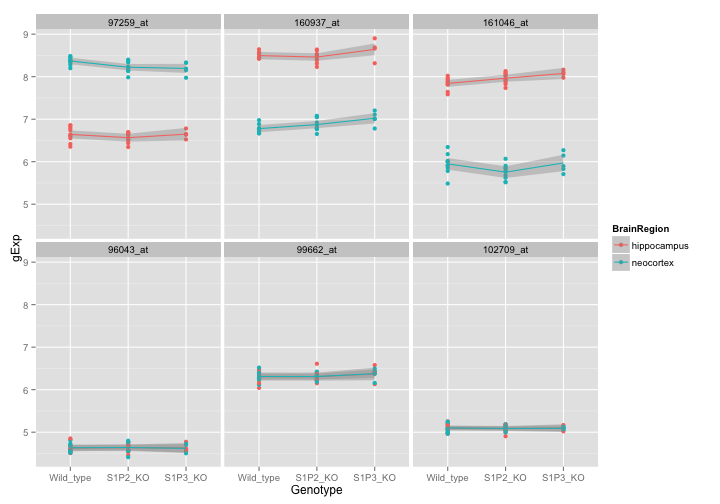 97259_at 160937_at 161046_at
9
8
7
6
5
gExp
96043_at 99662_at 102709_at
9
8
7
6
5
Wild_type S1P2_KO S1P3_KO Wild_type S1P2_KO S1P3_KO Wild_type S1P2_KO S1P3_KO
Genotype
BrainRegion
hippocampus
neocortex